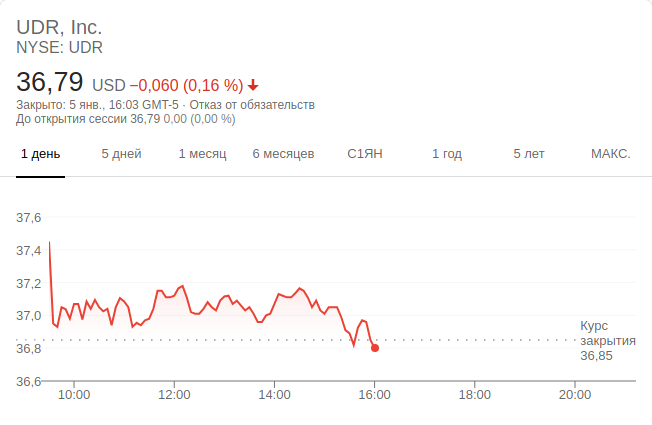 UDR, Inc.
NYSE: UDR
36,79 USD −0,060 (0,16 %)
Закрыто: 5 янв., 16:03 GMT-5 · Отказ от обязательств
До открытия сессии 36,79 0,00 (0,00 %)
1 день 5 дней 1 месяц 6 месяцев С1ЯН 1 год 5 лет МАКС.
37,6
37,4
37,2
37,0
36,8
36,6
Курс
закрытия
36,85
10:00 12:00 14:00 16:00 18:00 20:00